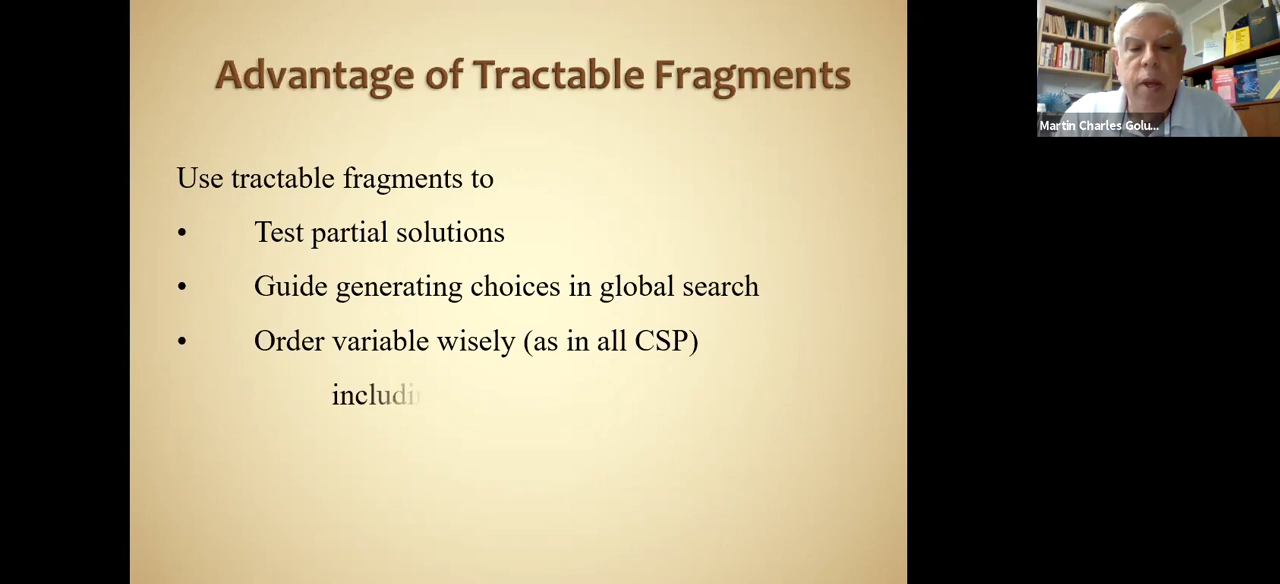 Advantage of Tractable Fragments
Use tractable fragments to
• Test partial solutions
• Guide generating choices in global search
• Order variable wisely (as in all CSP)
includi
Martin Charles Golu...